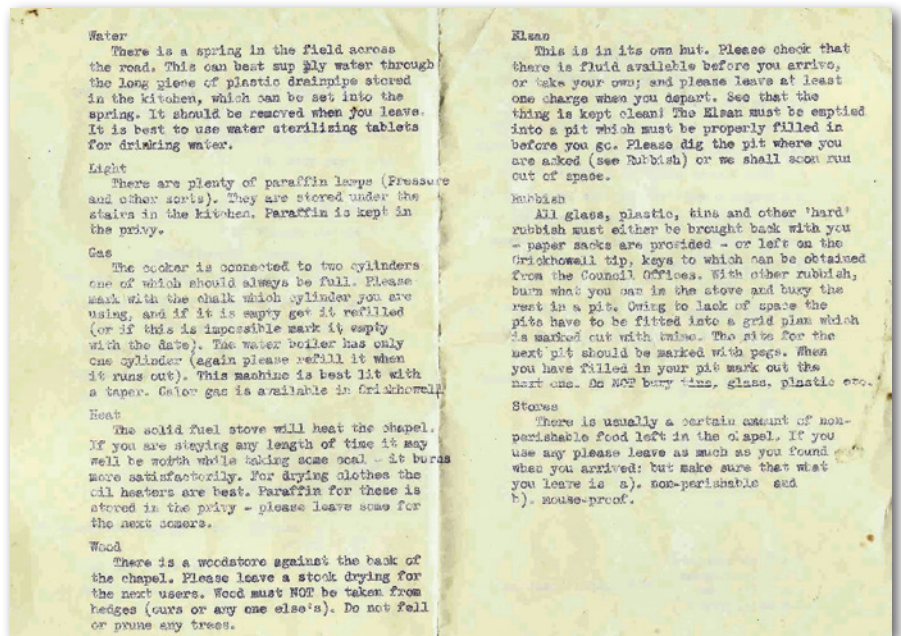 Water
There is a spring in the field across
the road. This can best sup ply water through
the long piece of plastic drainpipe stored
in the kitchen, which can be set into the
spring. It should be removed when you leave.
It is best to use water sterilizing tablets
for drinking water.
Light
There are plenty of paraffin lamps (Pressure
and other sorts). They are stored under the
stairs in the kitchen. Paraffin is kept in
the privy.
Gas
The cooker is connected to two cylinders
one of which should always be full. Please
mark with the chalk which cylinder you are
using, and if it is empty get it refilled
(or if this is impossible mark it empty
with the date). The water boiler has only
one cylinder (again please refill it when
it runs out). This machine is best lit with
a taper. Calor gas is available in Crickhowell
Heat
The solid fuel stove will heat the chapel.
If you are staying any length of time it may
well be worth while taking some coal - it burns
more satisfactorily. For drying clothes the
oil heaters are best. Paraffin for these is
stored in the privy - please leave some for
the next comers.
Wood
There is a woodstore against the back of
the chapel. Please leave a stock drying for
the next users. Wood must NOT be taken from
hedges (ours or any one else's). Do not fell
or prune any trees.
Elsan
This is in its own hut. Please check that
there is fluid available before you arrive,
or take your own; and please leave at least
one charge when you depart. See that the
thing is kept clean! The Elsan must be emptied
into a pit which must be properly filled in
before you go. Please dig the pit where you
are asked (see Rubbish) or we shall soon run
out of space.
Rubbish
All glass, plastic, tins and other 'hard'
rubbish must either be brought back with you
- paper sacks are provided - or left on the
Crickhowell tip, keys to which can be obtained
from the Council Offices. With other rubbish,
burn what you can in the stove and bury the
rest in a pit. Owing to lack of space the
pits have to be fitted into a grid plan which
is marked out with twine. The site for the
next pit should be marked with pegs. When
you have filled in your pit mark out the
next one. Do NOT bury tins, glass, plastic etc.
Stores
There is usually a certain amount of non-
perishable food left in the chapel. If you
use any please leave as much as you found
when you arrived: but make sure that what
you leave is a). non-perishable and
b). mouse-proof.